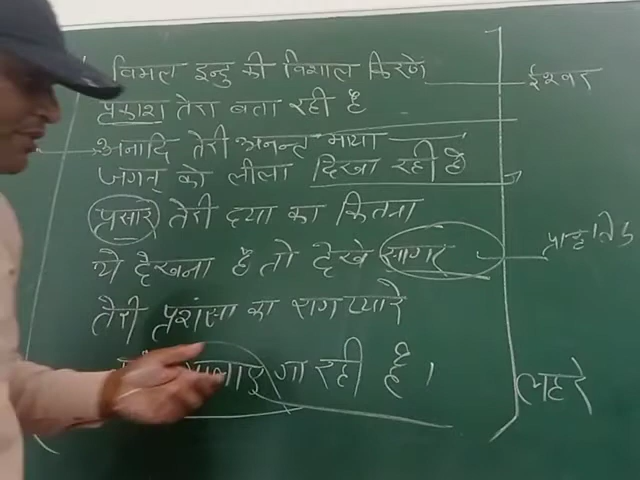 विमल इन्दु की विशाल किरणे
प्रकाश तेरा बता रही है
अनादि तेरी अनन्त माया
जगत् को लीला दिखा रही है
प्रसार तेरी दया का कितना
ये देखना है तो देखे सागर
तेरी प्रशंसा का राग प्यारे
गा रही है।
ईश्वर
लहरे